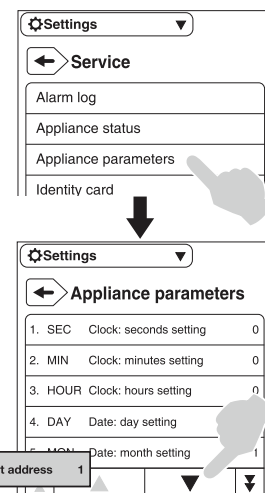 Settings
Service
Alarm log
Appliance status
Appliance parameters
Identity card
Settings
Appliance parameters
1. SEC Clock: seconds setting 0
2. MIN Clock: minutes setting 0
3. HOUR Clock: hours setting 0
4. DAY Date: day setting
MON Date: month setting 1
t address 1